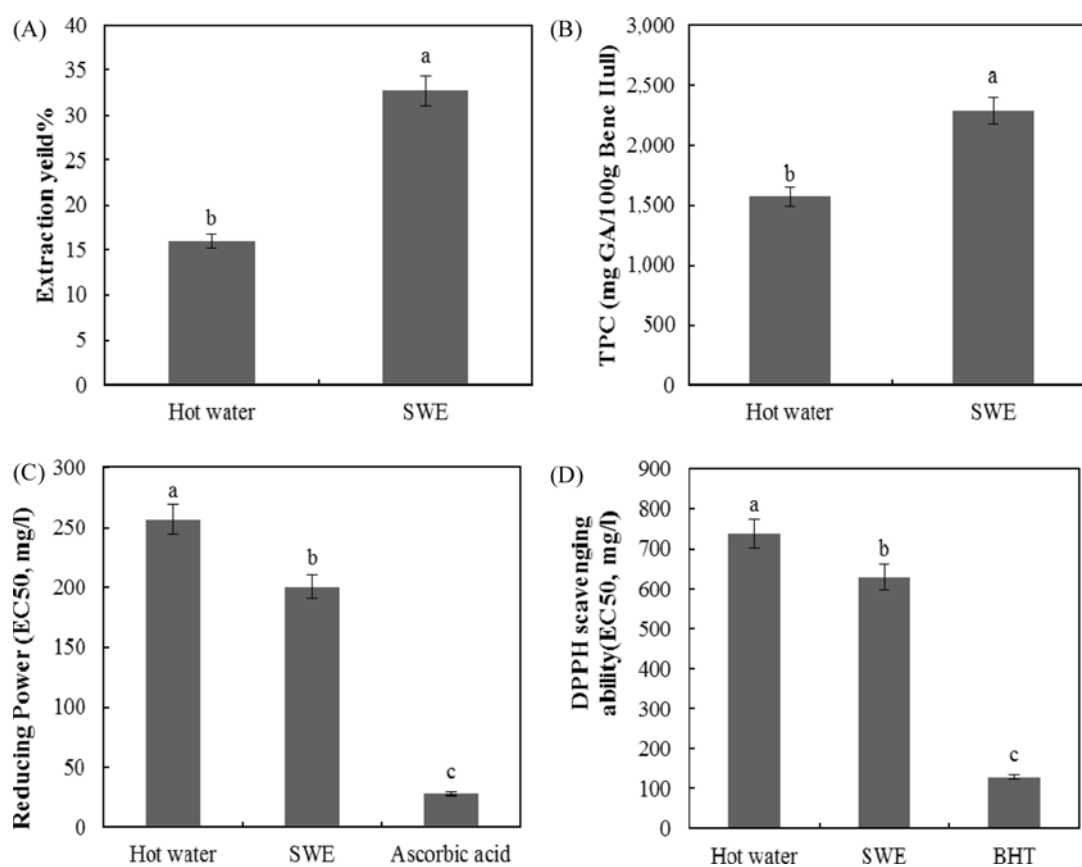 (A)
40
35
30
25
20
15
10
5
0
Extraction yeild%
b
a
Hot water
SWE
(B)
3,000
2,500
2,000
1,500
1,000
500
0
TPC (mg GA/100g Bene Hull)
b
a
Hot water
SWE
(C)
300
250
200
150
100
50
0
Reducing Power (EC50, mg/l)
a
b
c
Hot water
SWE
Ascorbic acid
(D)
900
800
700
600
500
400
300
200
100
0
DPPH scavenging
ability(EC50, mg/l)
a
b
c
Hot water
SWE
BHT